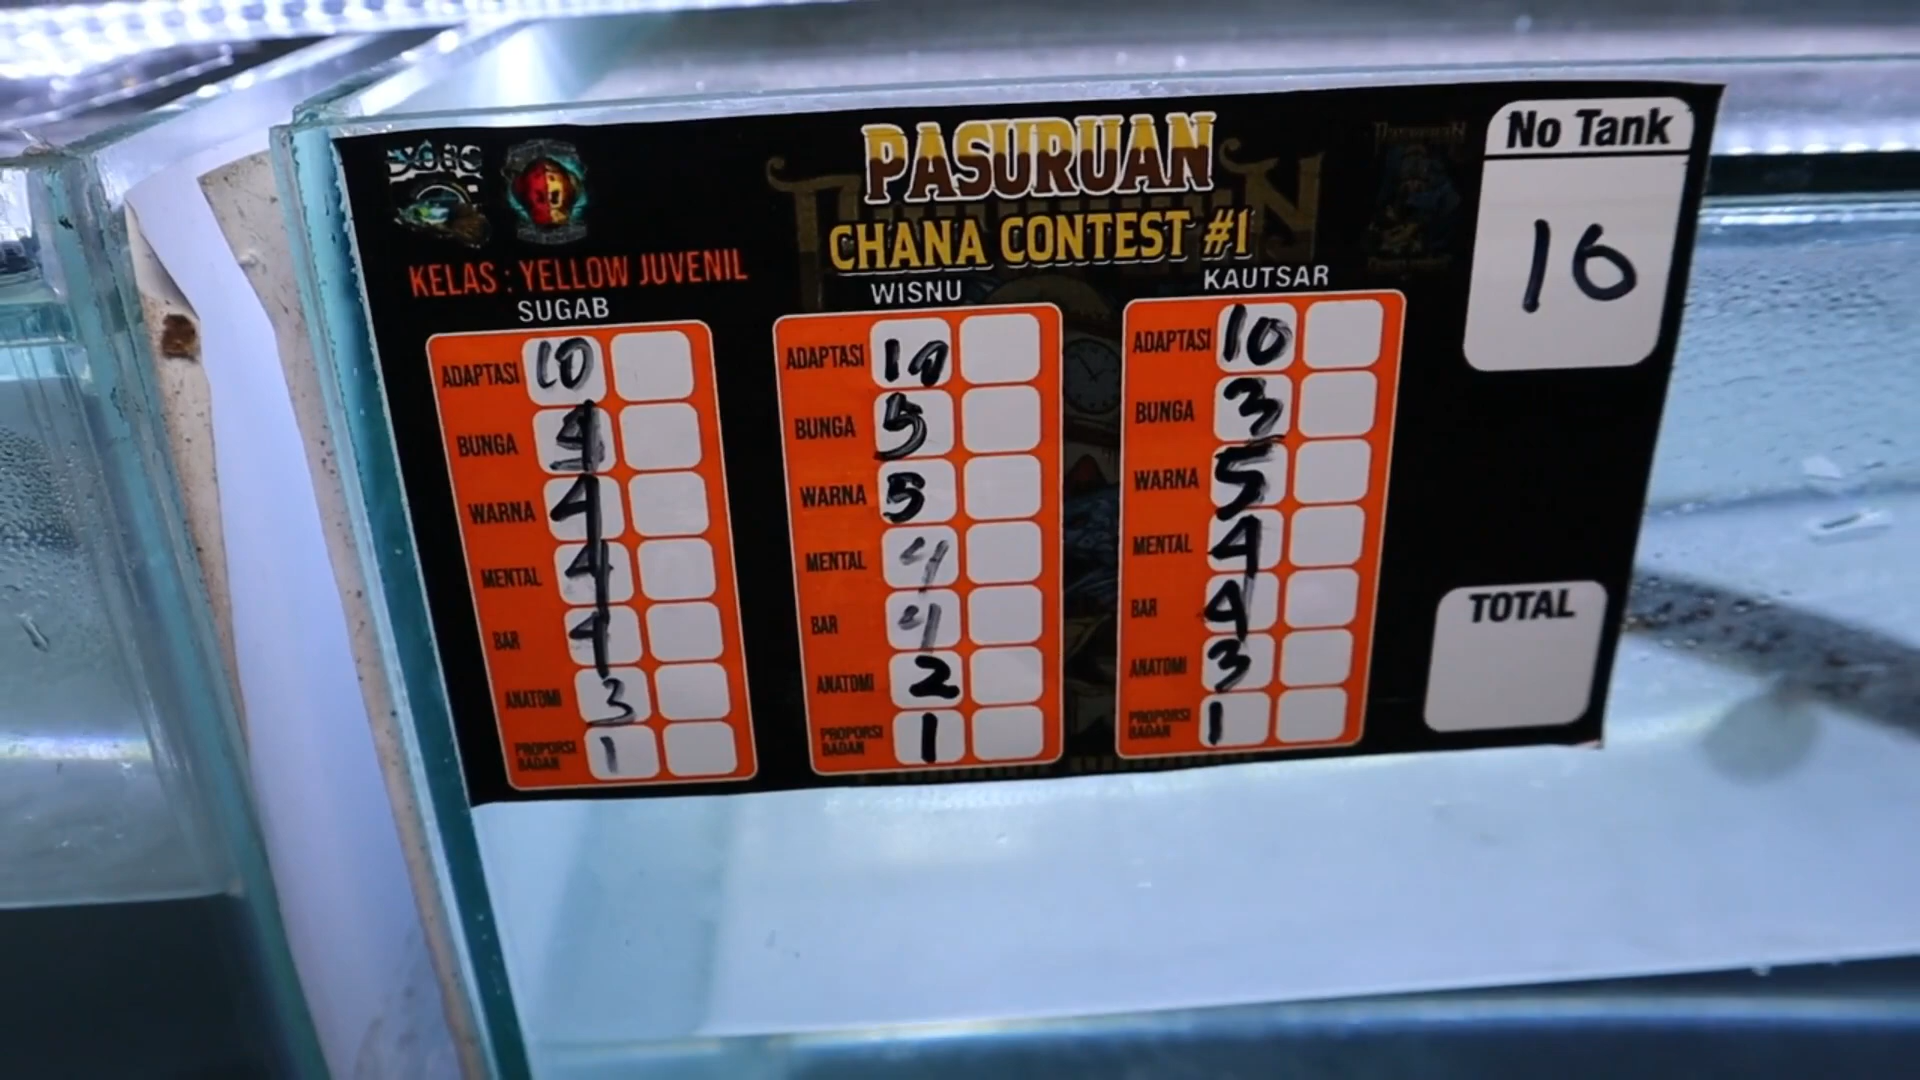 PASURUAN
CHANA CONTEST #1
KELAS : YELLOW JUVENIL
No Tank
16
SUGAB
ADAPTASI 10
BUNGA 4
WARNA 4
MENTAL 4
BAR 4
ANATOMI 3
PROPORSI BADAN 1
WISNU
ADAPTASI 10
BUNGA 5
WARNA 5
MENTAL 4
BAR 4
ANATOMI 2
PROPORSI BADAN 1
KAUTSAR
ADAPTASI 10
BUNGA 3
WARNA 5
MENTAL 4
BAR 4
ANATOMI 3
PROPORSI BADAN 1
TOTAL